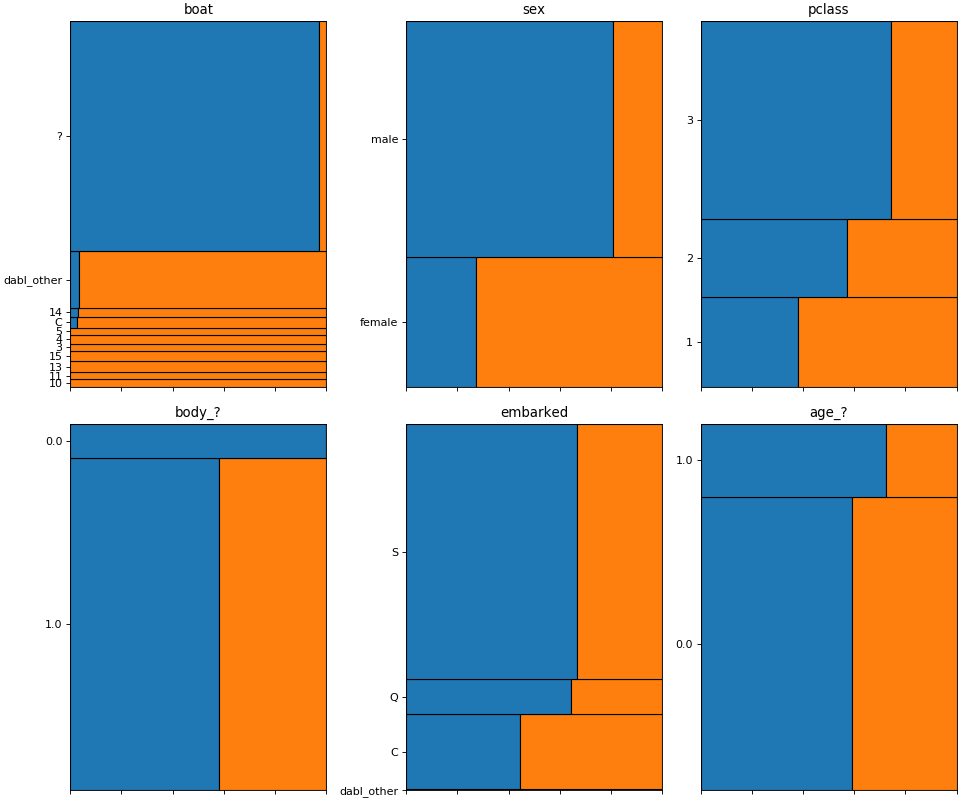 boat
?
dabl_other
14
C
5
4
3
15
13
11
10
sex
male
female
pclass
3
2
1
body_?
0.0
1.0
embarked
S
Q
C
dabl_other
age_?
1.0
0.0